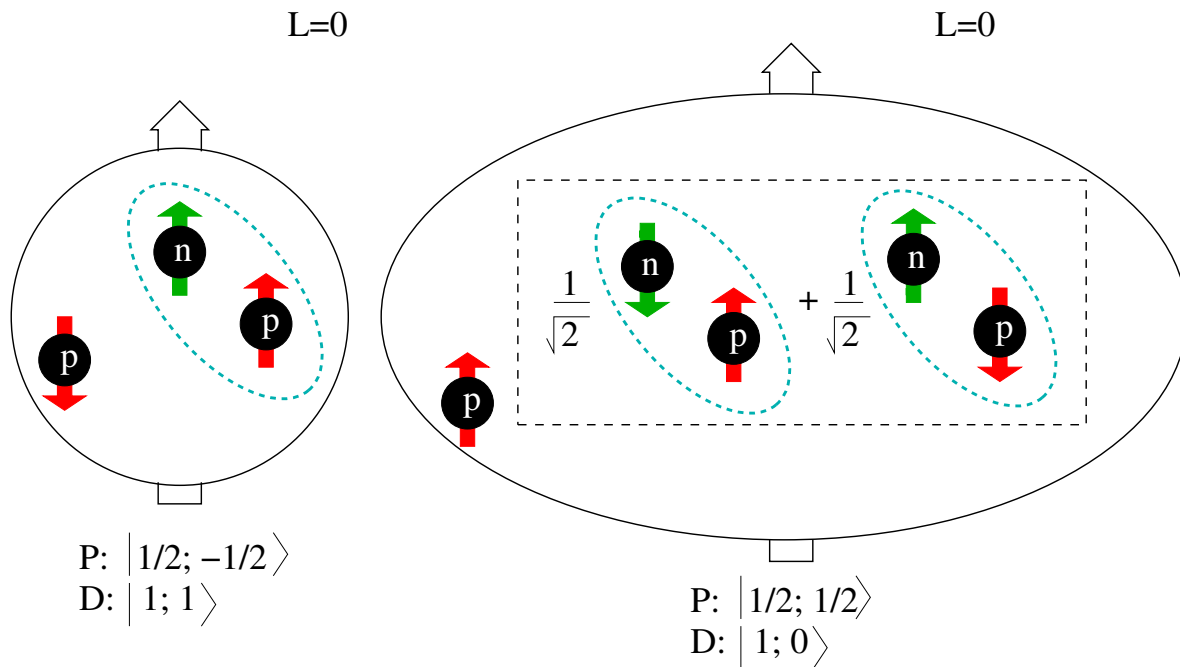 L=0
L=0
n
p
p
1/√2
n
p
+ 1/√2
n
p
p
P: |1/2; −1/2⟩
D: |1; 1⟩
P: |1/2; 1/2⟩
D: |1; 0⟩